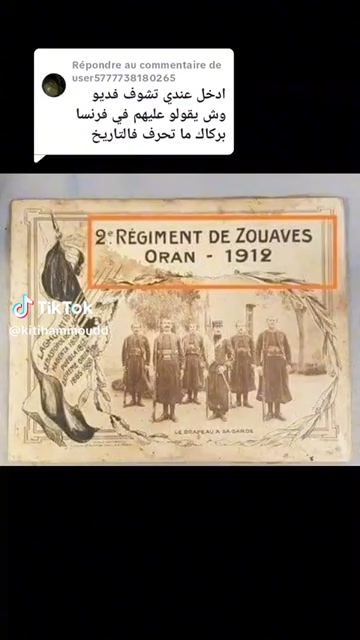 Répondre au commentaire de
user5777738180265
ادخل عندي تشوف فديو
وش يقولو عليهم في فرنسا
بركاك ما تحرف فالتاريخ
2e RÉGIMENT DE ZOUAVES
ORAN - 1912
TikTok
@kitihammoudd
LE DRAPEAU & SA GARDE